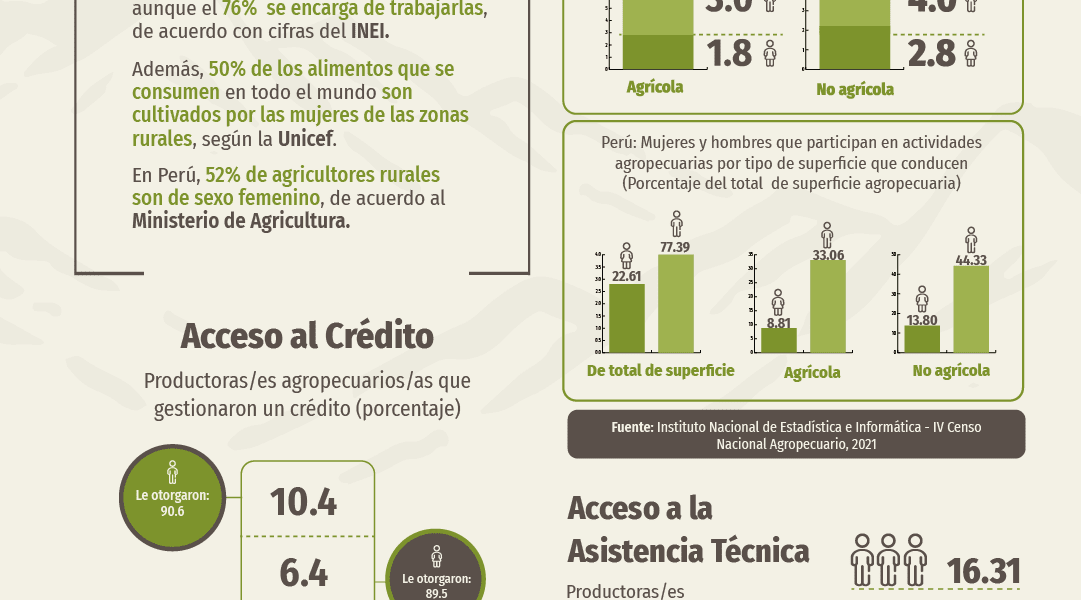 aunque el 76% se encarga de trabajarlas,
de acuerdo con cifras del INEI.
Además, 50% de los alimentos que se
consumen en todo el mundo son
cultivados por las mujeres de las zonas
rurales, según la Unicef.
En Perú, 52% de agricultores rurales
son de sexo femenino, de acuerdo al
Ministerio de Agricultura.
Acceso al Crédito
Productoras/es agropecuarios/as que
gestionaron un crédito (porcentaje)
Le otorgaron:
90.6
10.4
6.4
Le otorgaron:
89.5
1.8
2.8
Agrícola
No agrícola
Perú: Mujeres y hombres que participan en actividades
agropecuarias por tipo de superficie que conducen
(Porcentaje del total de superficie agropecuaria)
22.61
77.39
8.81
33.06
13.80
44.33
De total de superficie
Agrícola
No agrícola
Fuente: Instituto Nacional de Estadística e Informática - IV Censo
Nacional Agropecuario, 2021
Acceso a la
Asistencia Técnica
16.31
Productoras/es